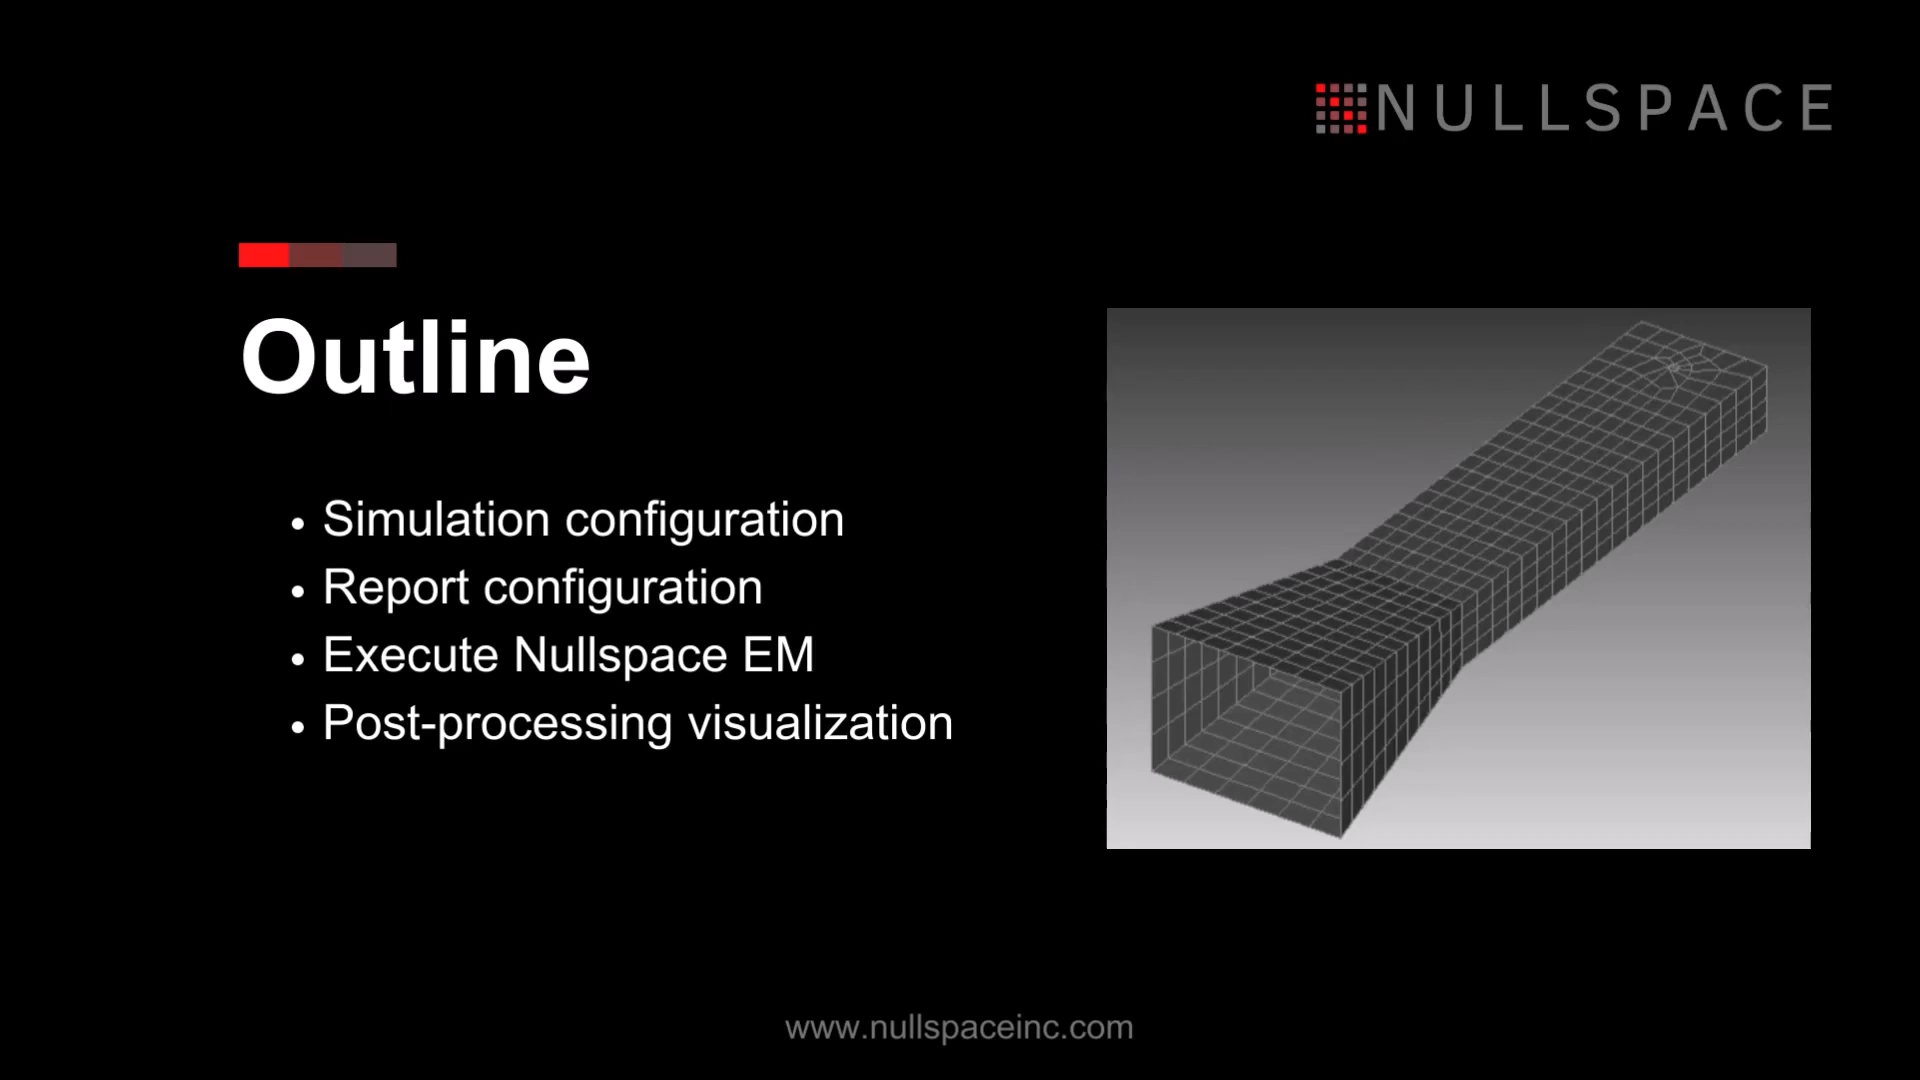 NULLSPACE
Outline
• Simulation configuration
• Report configuration
• Execute Nullspace EM
• Post-processing visualization
www.nullspaceinc.com